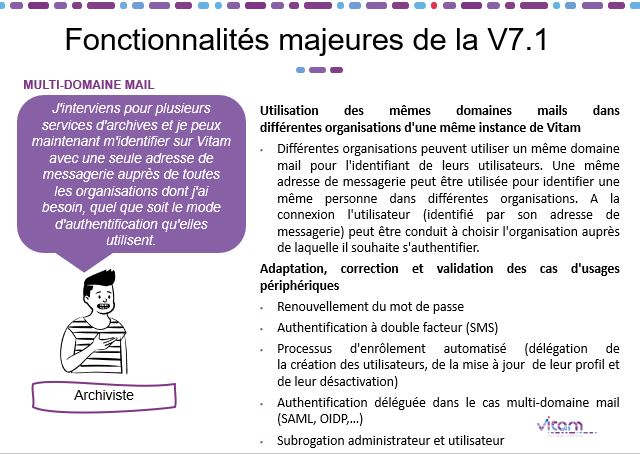 Fonctionnalités majeures de la V7.1
MULTI-DOMAINE MAIL
J'interviens pour plusieurs
services d'archives et je peux
maintenant m'identifier sur Vitam
avec une seule adresse de
messagerie auprès de toutes
les organisations dont j'ai
besoin, quel que soit le mode
d'authentification qu'elles
utilisent.
Archiviste
Utilisation des mêmes domaines mails dans
différentes organisations d'une même instance de Vitam
• Différentes organisations peuvent utiliser un même domaine
mail pour l'identifiant de leurs utilisateurs. Une même
adresse de messagerie peut être utilisée pour identifier une
même personne dans différentes organisations. A la
connexion l'utilisateur (identifié par son adresse de
messagerie) peut être conduit à choisir l'organisation auprès
de laquelle il souhaite s'authentifier.
Adaptation, correction et validation des cas d'usages
périphériques
• Renouvellement du mot de passe
• Authentification à double facteur (SMS)
• Processus d'enrôlement automatisé (délégation de
la création des utilisateurs, de la mise à jour de leur profil et
de leur désactivation)
• Authentification déléguée dans le cas multi-domaine mail
(SAML, OIDP,...)
• Subrogation administrateur et utilisateur
vitam